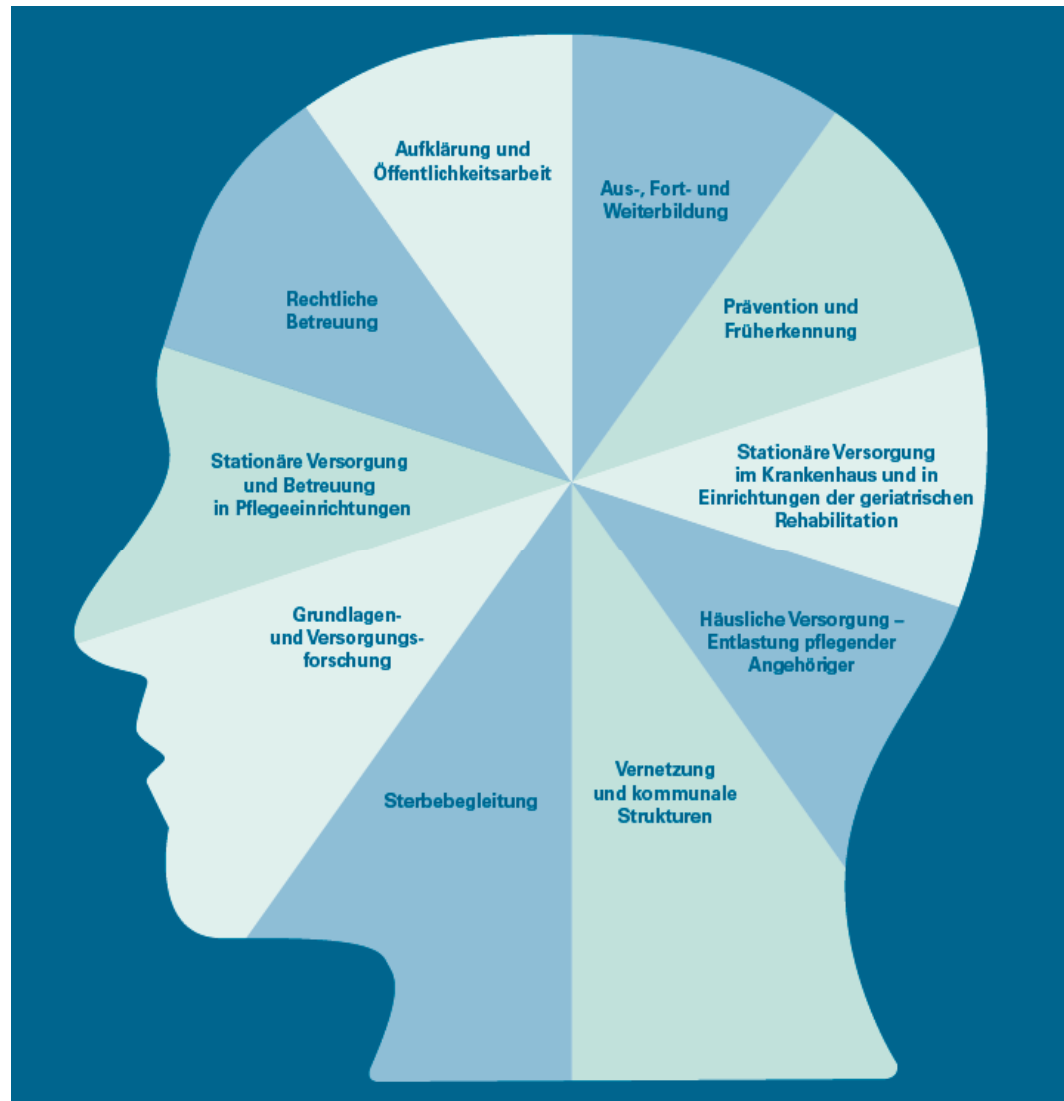 Aufklärung und
Öffentlichkeitsarbeit
Aus-, Fort- und
Weiterbildung
Rechtliche
Betreuung
Prävention und
Früherkennung
Stationäre Versorgung
und Betreuung
in Pflegeeinrichtungen
Stationäre Versorgung
im Krankenhaus und in
Einrichtungen der geriatrischen
Rehabilitation
Grundlagen-
und Versorgungs-
forschung
Häusliche Versorgung –
Entlastung pflegender
Angehöriger
Sterbebegleitung
Vernetzung
und kommunale
Strukturen